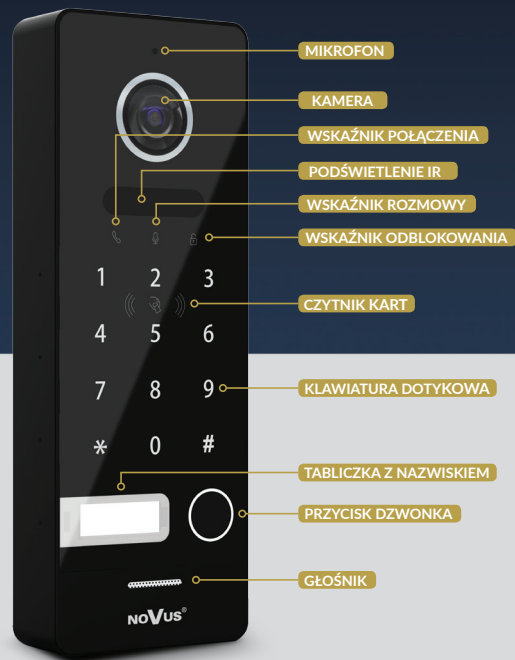 MIKROFON
KAMERA
WSKAŹNIK POŁĄCZENIA
PODŚWIETLENIE IR
WSKAŹNIK ROZMOWY
WSKAŹNIK ODBLOKOWANIA
1 2 3
CZYTNIK KART
4 5 6
7 8 9
KLAWIATURA DOTYKOWA
* 0 #
TABLICZKA Z NAZWISKIEM
PRZYCISK DZWONKA
GŁOŚNIK
NOVUS®